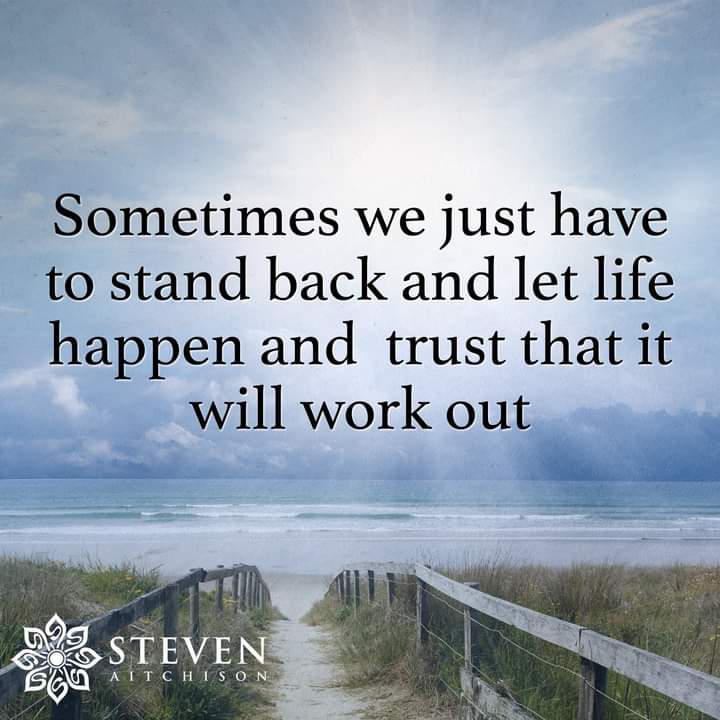 Sometimes we just have
to stand back and let life
happen and  trust that it
will work out
STEVEN
AITCHISON